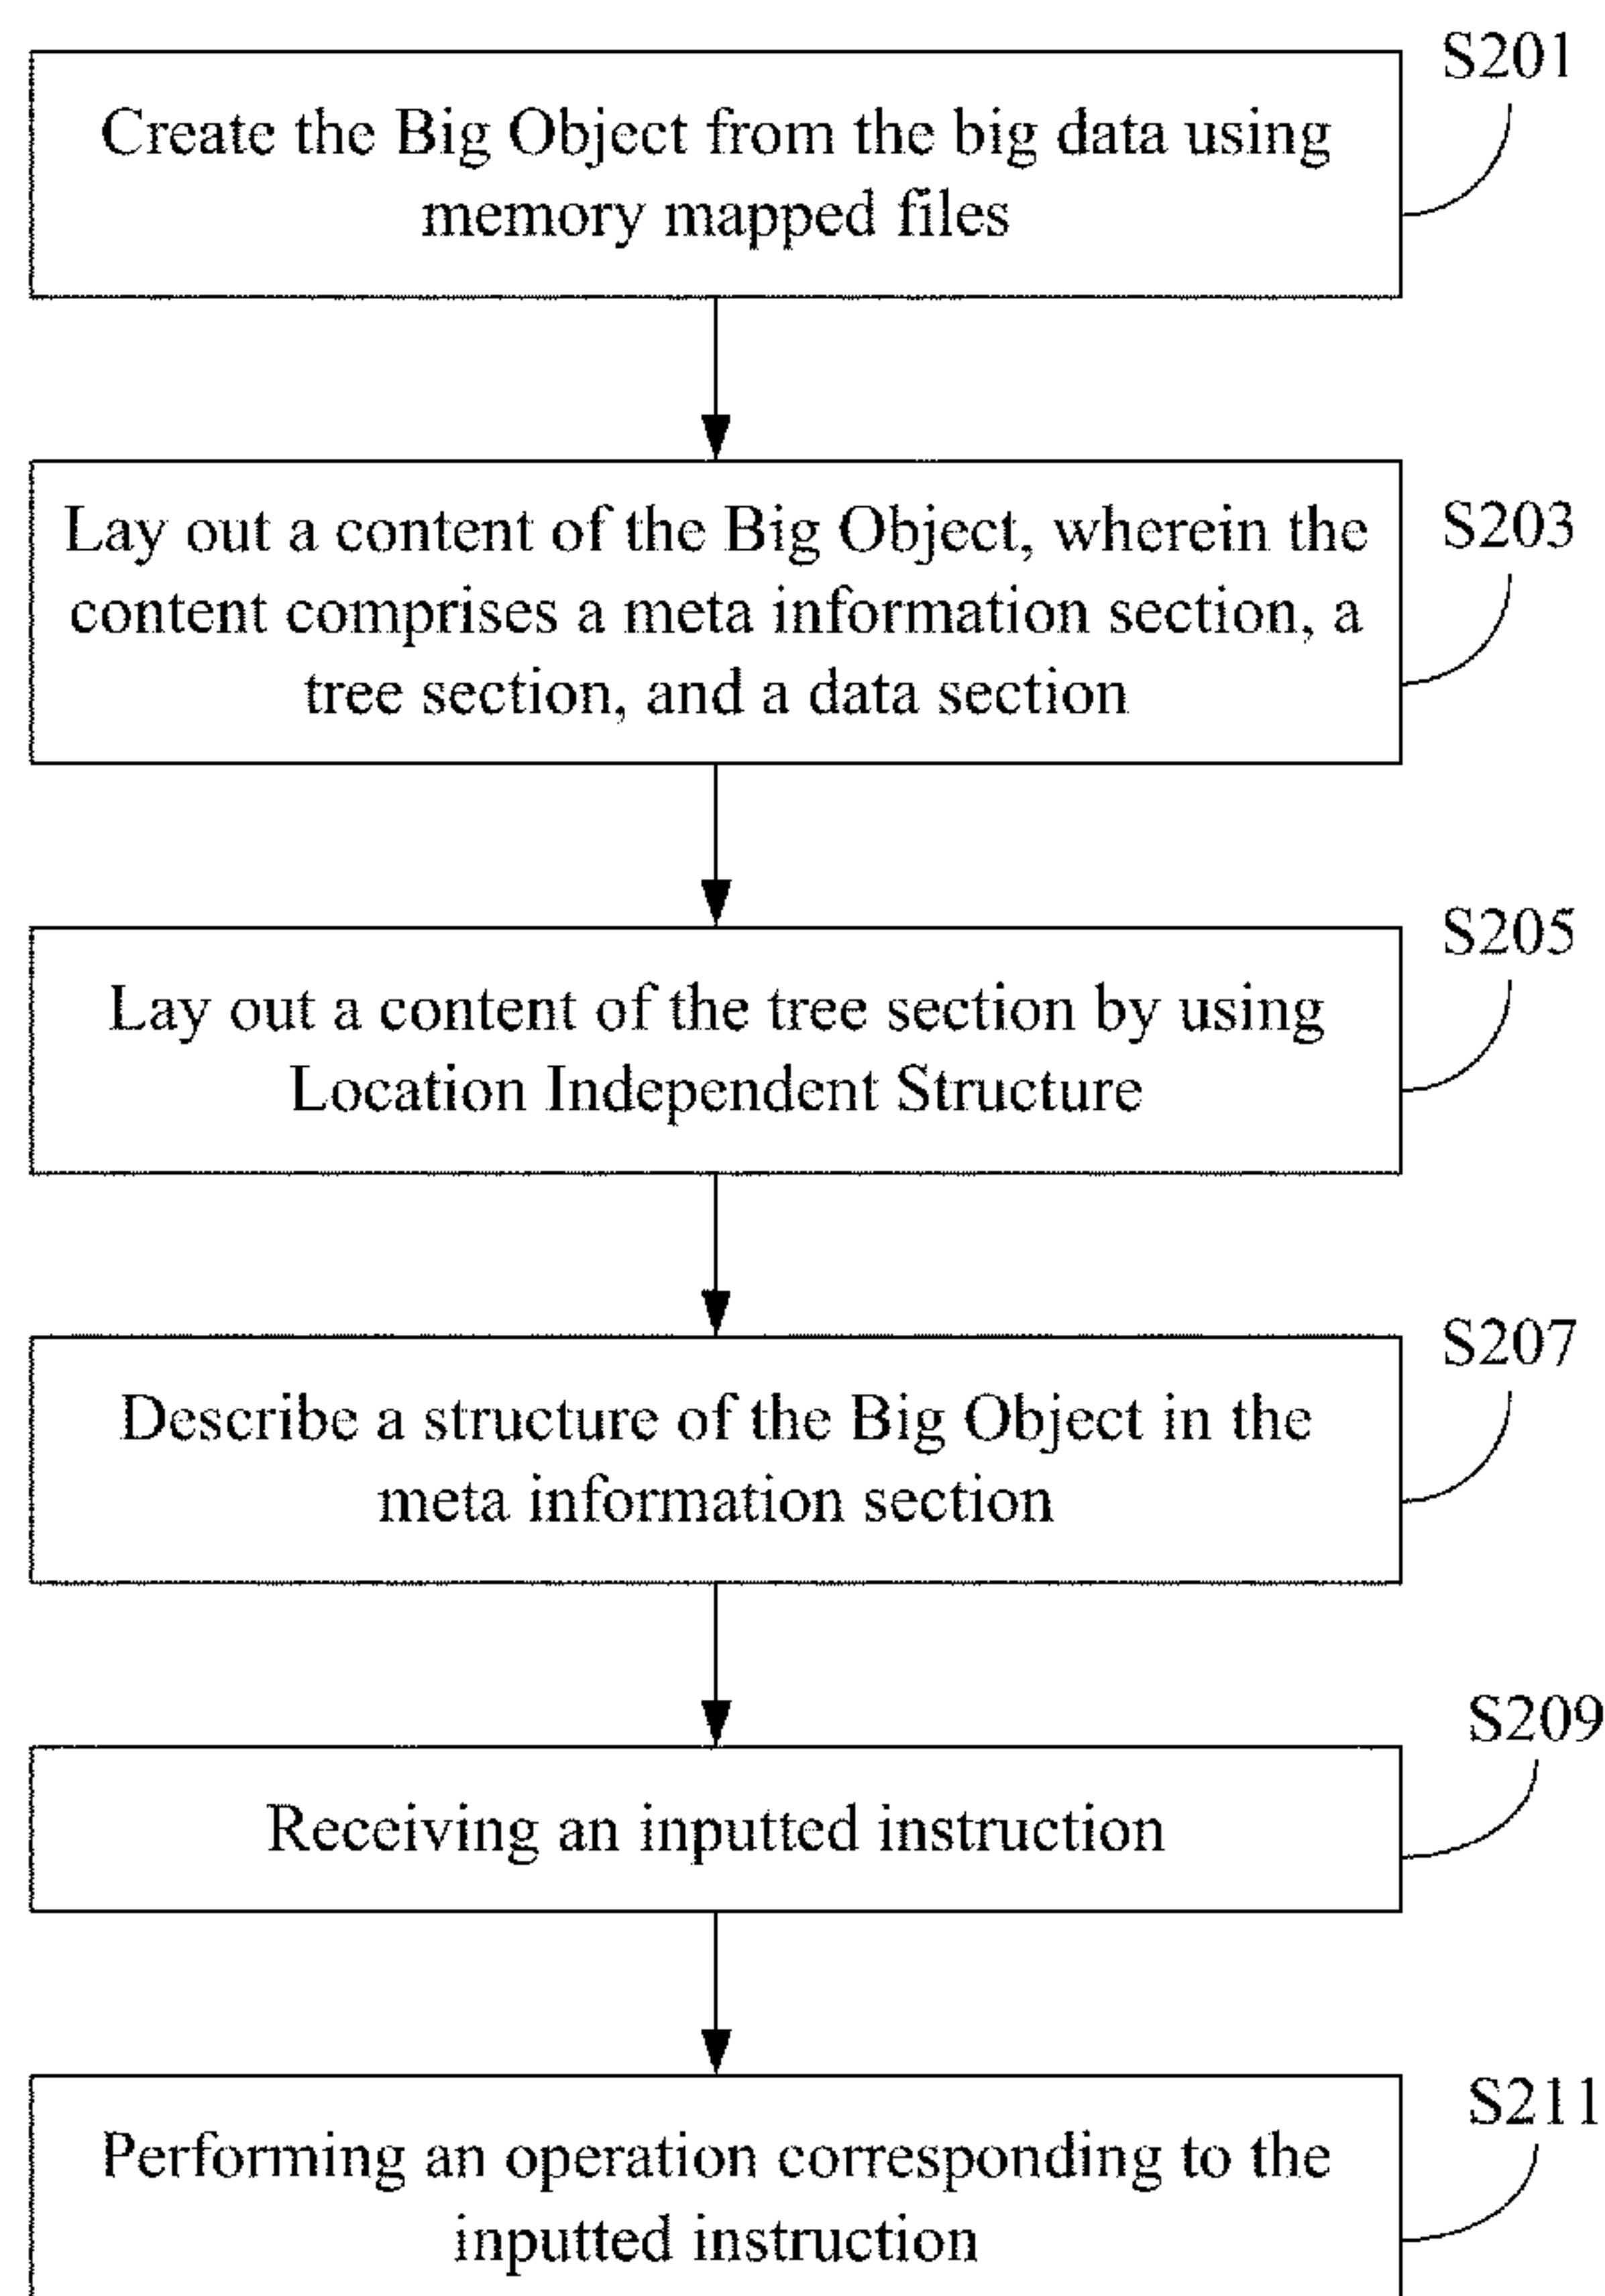 S201
Create the Big Object from the big data using
memory mapped files
Lay out a content of the Big Object, wherein the
S203
content comprises a meta information section, a
tree section, and a data section
S205
Lay out a content of the tree section by using
Location Independent Structure
S207
Describe a structure of the Big Object in the
meta information section
S209
Receiving an inputted instruction
S211
Performing an operation corresponding to the
inputted instruction